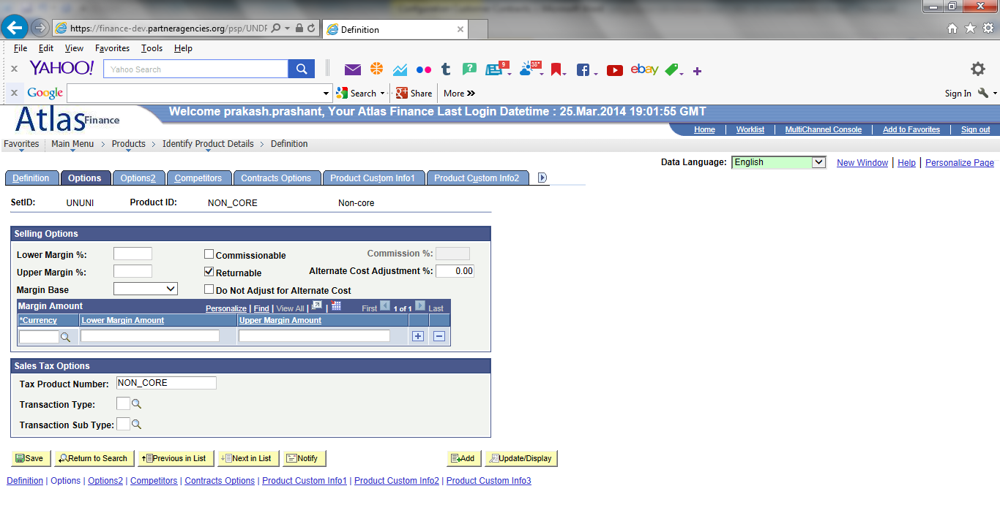 https://finance-dev.partneragencies.org/psp/UNDP
Definition
File Edit View Favorites Tools Help
YAHOO! Yahoo Search 9 38° t ? f ebay
Google Search Share More >> Sign In
Atlas Finance
Welcome prakash.prashant, Your Atlas Finance Last Login Datetime : 25.Mar.2014 19:01:55 GMT
Home Worklist MultiChannel Console Add to Favorites Sign out
Favorites Main Menu > Products > Identify Product Details > Definition
Data Language: English New Window | Help | Personalize Page
Definition Options Options2 Competitors Contracts Options Product Custom Info1 Product Custom Info2
SetID: UNUNI Product ID: NON_CORE Non-core
Selling Options
Lower Margin %: Commissionable Commission %:
Upper Margin %: Returnable Alternate Cost Adjustment %: 0.00
Margin Base Do Not Adjust for Alternate Cost
Margin Amount Personalize | Find | View All | | First 1 of 1 Last
*Currency Lower Margin Amount Upper Margin Amount
Sales Tax Options
Tax Product Number: NON_CORE
Transaction Type:
Transaction Sub Type:
Save Return to Search Previous in List Next in List Notify Add Update/Display
Definition | Options | Options2 | Competitors | Contracts Options | Product Custom Info1 | Product Custom Info2 | Product Custom Info3